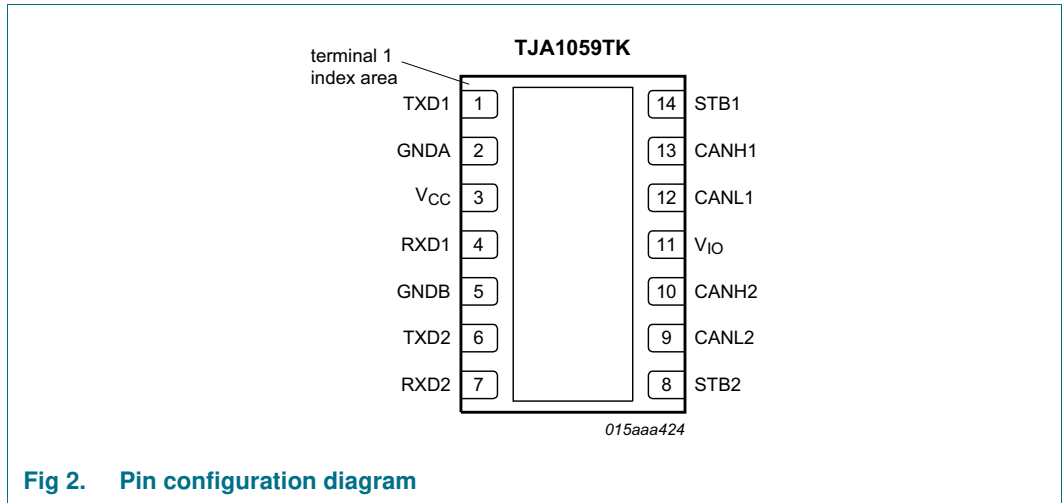 TJA1059TK
terminal 1
index area
TXD1 1 14 STB1
GNDA 2 13 CANH1
VCC 3 12 CANL1
RXD1 4 11 VIO
GNDB 5 10 CANH2
TXD2 6 9 CANL2
RXD2 7 8 STB2
015aaa424
Fig 2. Pin configuration diagram